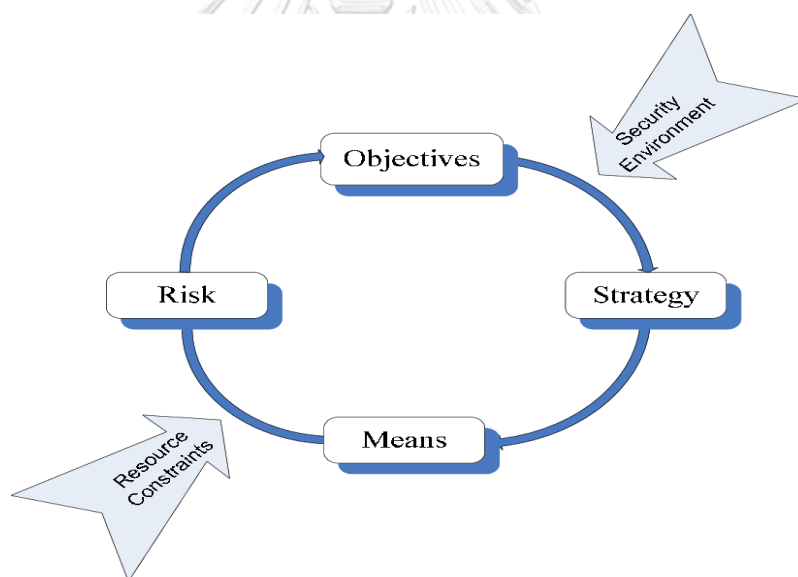 Objectives
Security
Environment
Risk
Strategy
Means
Resource
Constraints